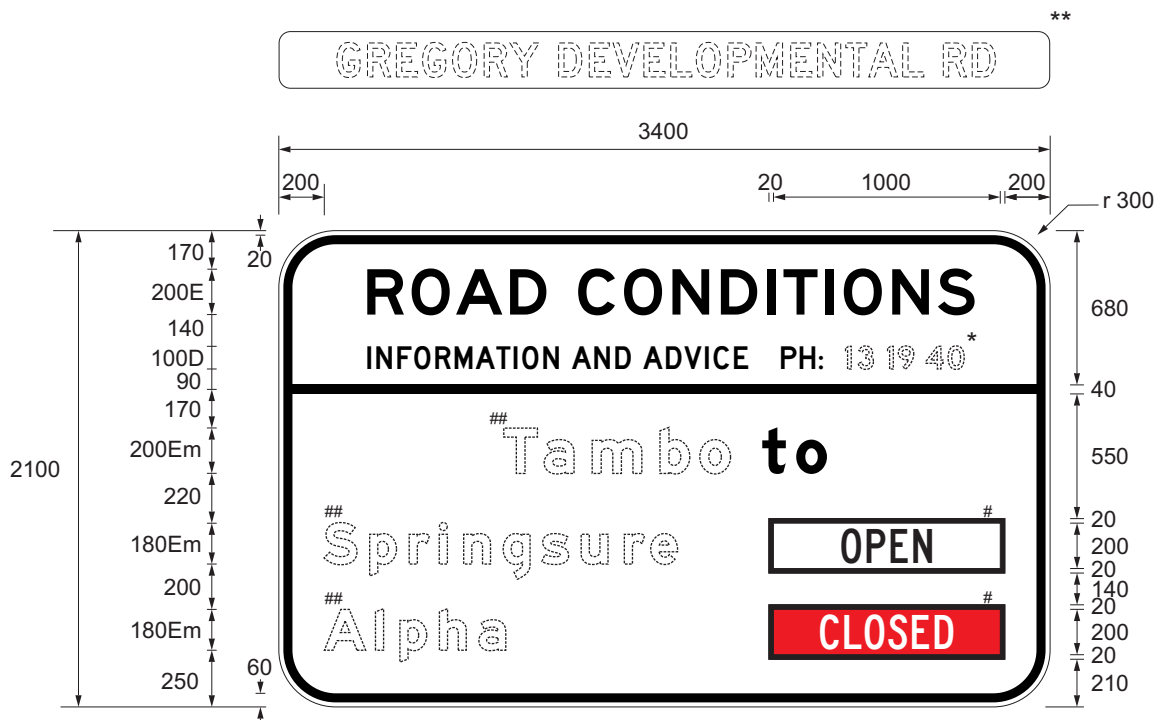 **
GREGORY DEVELOPMENTAL RD
3400
200 20 1000 200
r 300
170 20
200E
140
100D
90
170
200Em
220
180Em
200
180Em
250
60
2100
ROAD CONDITIONS
INFORMATION AND ADVICE PH: 13 19 40*
##Tambo to
##Springsure OPEN #
##Alpha CLOSED #
680
40
550
20
200
20
140
20
200
20
210